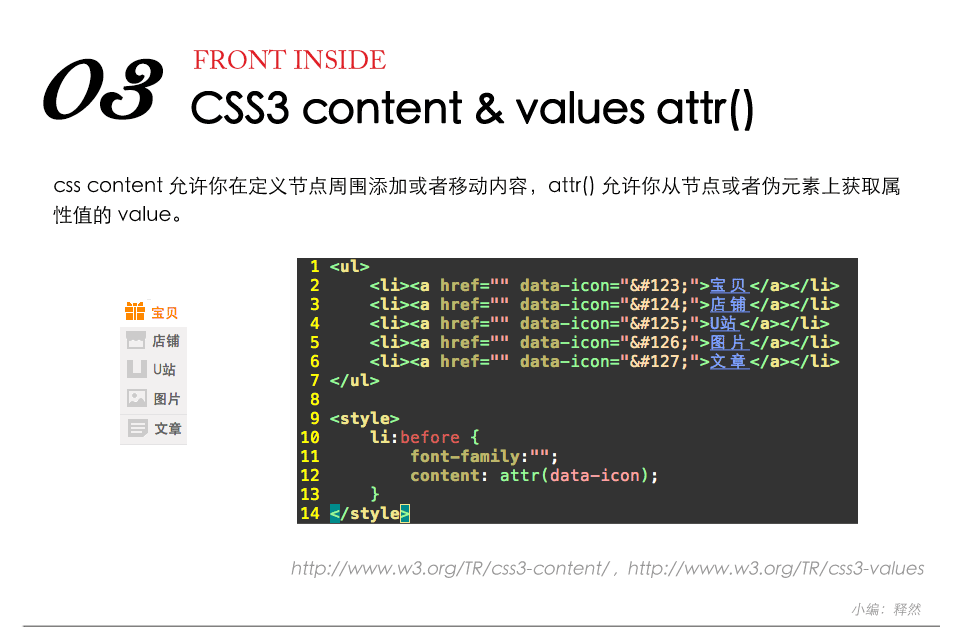 03
FRONT INSIDE
CSS3 content & values attr()
css content 允许你在定义节点周围添加或者移动内容，attr() 允许你从节点或者伪元素上获取属
性值的 value。
宝贝
店铺
U站
图片
文章
1 <ul>
2     <li><a href="" data-icon="&#123;">宝贝</a></li>
3     <li><a href="" data-icon="&#124;">店铺</a></li>
4     <li><a href="" data-icon="&#125;">U站</a></li>
5     <li><a href="" data-icon="&#126;">图片</a></li>
6     <li><a href="" data-icon="&#127;">文章</a></li>
7 </ul>
8
9 <style>
10     li:before {
11         font-family:"";
12         content: attr(data-icon);
13     }
14 </style>
http://www.w3.org/TR/css3-content/ , http://www.w3.org/TR/css3-values
小编：释然